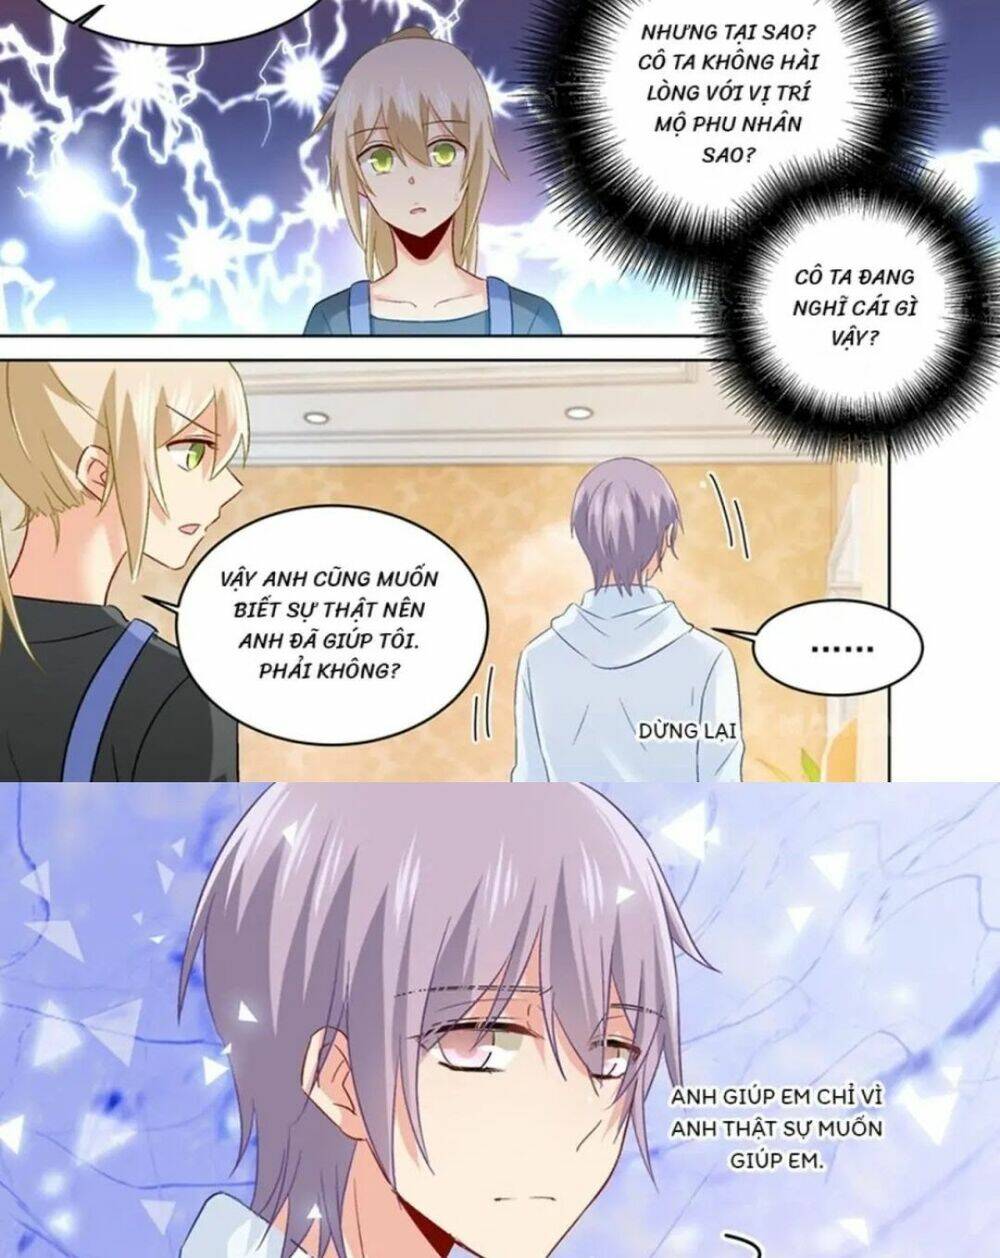 NHƯNG TẠI SAO?
CÔ TA KHÔNG HÀI
LÒNG VỚI VỊ TRÍ
MỘ PHU NHÂN
SAO?
CÔ TA ĐANG
NGHĨ CÁI GÌ
VẬY?
VẬY ANH CŨNG MUỐN
BIẾT SỰ THẬT NÊN
ANH ĐÃ GIÚP TÔI.
PHẢI KHÔNG?
......
DỪNG LẠI
ANH GIÚP EM CHỈ VÌ
ANH THẬT SỰ MUỐN
GIÚP EM.